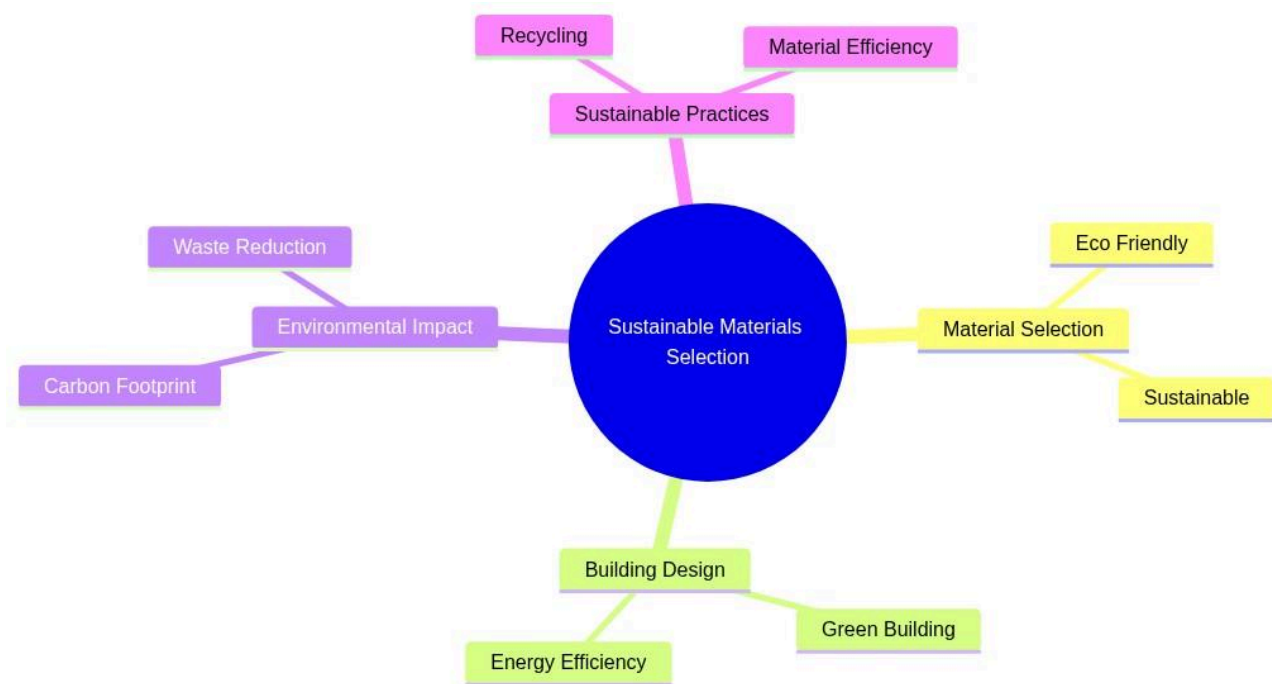 Recycling
Material Efficiency
Sustainable Practices
Waste Reduction
Eco Friendly
Environmental Impact
Sustainable Materials
Selection
Material Selection
Carbon Footprint
Sustainable
Building Design
Green Building
Energy Efficiency